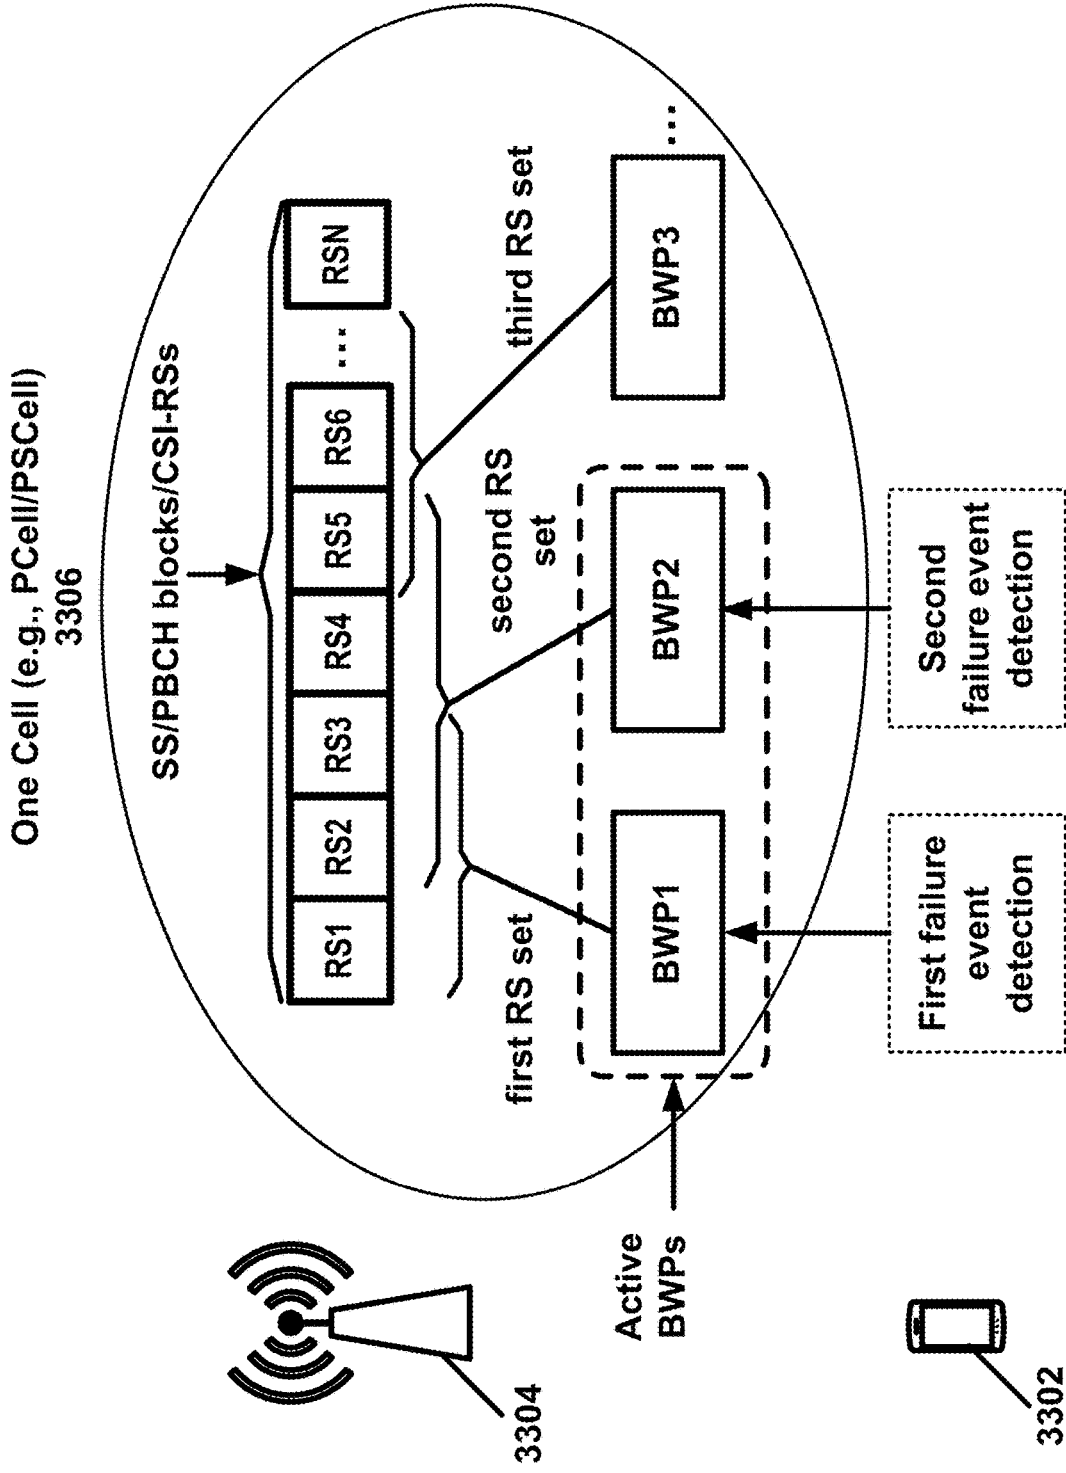 One Cell (e.g., PCell/PSCell)
3306
SS/PBCH blocks/CSI-RSs
RS1 RS2 RS3 RS4 RS5 RS6 ... RSN
first RS set
second RS
set
third RS set
BWP1 BWP2 BWP3 ...
Active
BWPs
First failure
event
detection
Second
failure event
detection
3304
3302